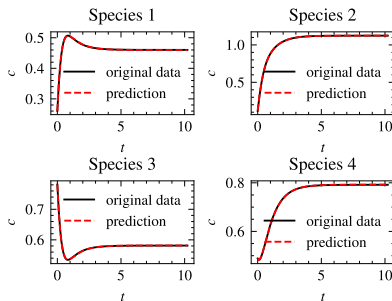 Species 1
Species 2
0.5
0.4
0.3
c
original data
prediction
0 5 10
t
1.0
0.5
c
original data
prediction
0 5 10
t
Species 3
Species 4
0.7
0.6
c
original data
prediction
0 5 10
t
0.8
0.6
c
original data
prediction
0 5 10
t